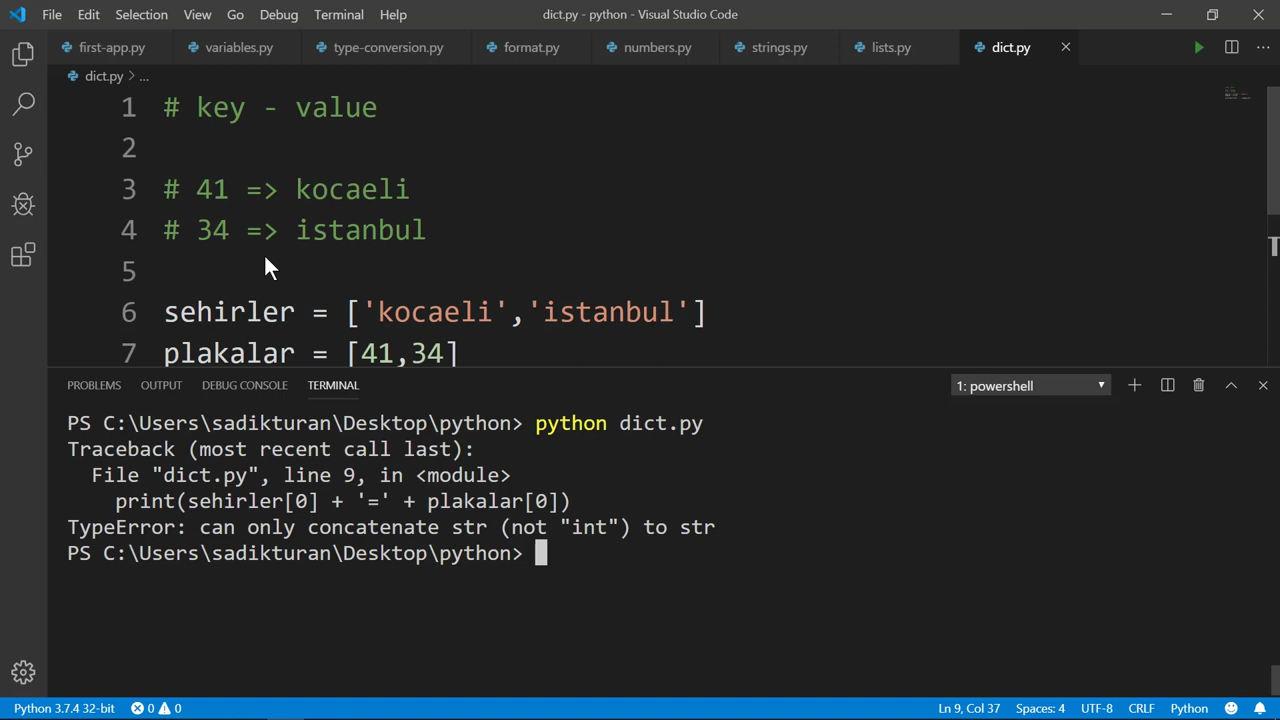 File Edit Selection View Go Debug Terminal Help dict.py - python - Visual Studio Code
first-app.py variables.py type-conversion.py format.py numbers.py strings.py lists.py dict.py
dict.py > ...
1 # key - value
2
3 # 41 => kocaeli
4 # 34 => istanbul
5
6 sehirler = ['kocaeli','istanbul']
7 plakalar = [41,34]
PROBLEMS OUTPUT DEBUG CONSOLE TERMINAL 1: powershell
PS C:\Users\sadikturan\Desktop\python> python dict.py
Traceback (most recent call last):
File "dict.py", line 9, in <module>
print(sehirler[0] + '=' + plakalar[0])
TypeError: can only concatenate str (not "int") to str
PS C:\Users\sadikturan\Desktop\python>
Python 3.7.4 32-bit 0 0 Ln 9, Col 37 Spaces: 4 UTF-8 CRLF Python